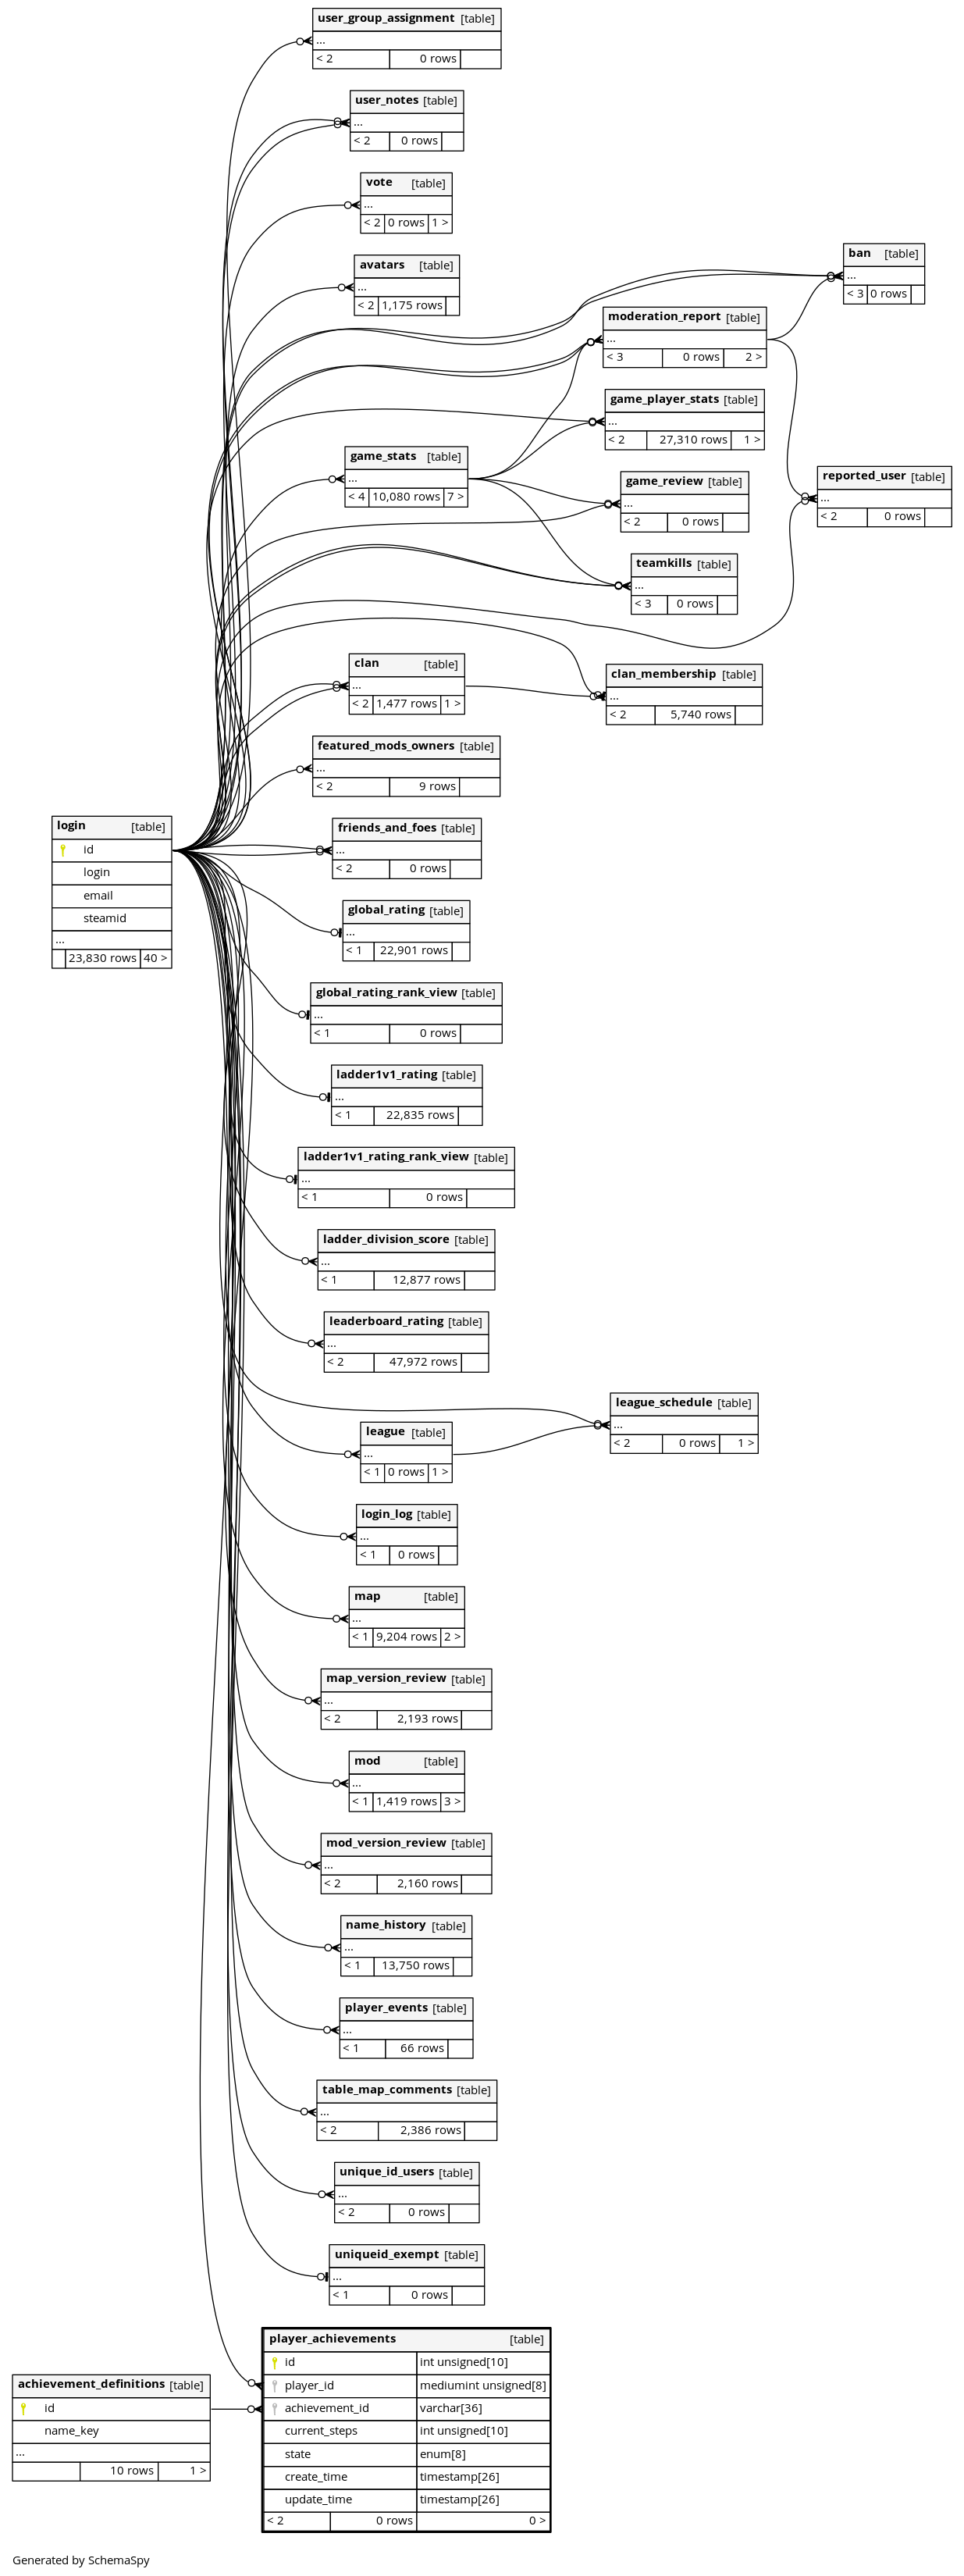 user_group_assignment [table]
...
< 2 0 rows
user_notes [table]
...
< 2 0 rows
vote [table]
...
< 2 0 rows 1 >
avatars [table]
...
< 2 1,175 rows
ban [table]
...
< 3 0 rows
moderation_report [table]
...
< 3 0 rows 2 >
game_player_stats [table]
...
< 2 27,310 rows 1 >
game_stats [table]
...
< 4 10,080 rows 7 >
game_review [table]
...
< 2 0 rows
reported_user [table]
...
< 2 0 rows
teamkills [table]
...
< 3 0 rows
clan [table]
...
< 2 1,477 rows 1 >
clan_membership [table]
...
< 2 5,740 rows
featured_mods_owners [table]
...
< 2 9 rows
login [table]
id
login
email
steamid
...
23,830 rows 40 >
friends_and_foes [table]
...
< 2 0 rows
global_rating [table]
...
< 1 22,901 rows
global_rating_rank_view [table]
...
< 1 0 rows
ladder1v1_rating [table]
...
< 1 22,835 rows
ladder1v1_rating_rank_view [table]
...
< 1 0 rows
ladder_division_score [table]
...
< 1 12,877 rows
leaderboard_rating [table]
...
< 2 47,972 rows
league_schedule [table]
...
< 2 0 rows 1 >
league [table]
...
< 1 0 rows 1 >
login_log [table]
...
< 1 0 rows
map [table]
...
< 1 9,204 rows 2 >
map_version_review [table]
...
< 2 2,193 rows
mod [table]
...
< 1 1,419 rows 3 >
mod_version_review [table]
...
< 2 2,160 rows
name_history [table]
...
< 1 13,750 rows
player_events [table]
...
< 1 66 rows
table_map_comments [table]
...
< 2 2,386 rows
unique_id_users [table]
...
< 2 0 rows
uniqueid_exempt [table]
...
< 1 0 rows
player_achievements [table]
id int unsigned[10]
player_id mediumint unsigned[8]
achievement_id varchar[36]
current_steps int unsigned[10]
state enum[8]
create_time timestamp[26]
update_time timestamp[26]
< 2 0 rows 0 >
achievement_definitions [table]
id
name_key
...
10 rows 1 >
Generated by SchemaSpy